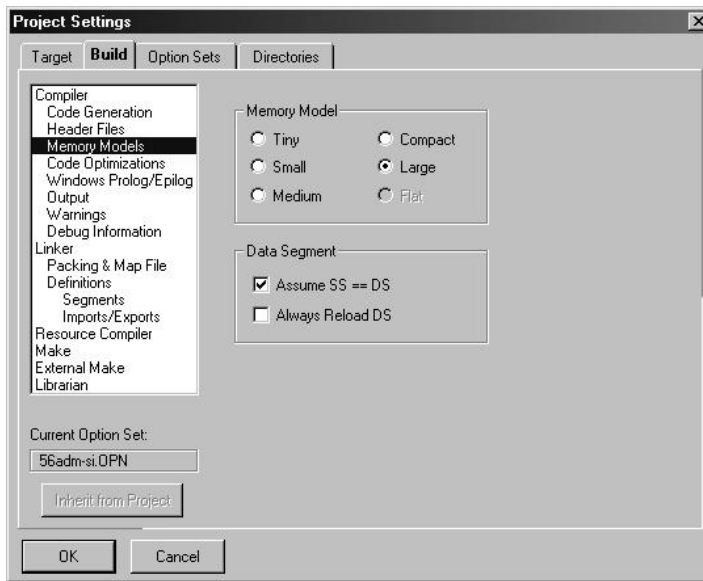 Project Settings
Target Build Option Sets Directories
Compiler
Code Generation
Header Files
Memory Models
Code Optimizations
Windows Prolog/Epilog
Output
Warnings
Debug Information
Linker
Packing & Map File
Definitions
Segments
Imports/Exports
Resource Compiler
Make
External Make
Librarian
Memory Model
Tiny Compact
Small Large
Medium Flat
Data Segment
Assume SS == DS
Always Reload DS
Current Option Set:
56adm-si.OPN
Inherit from Project
OK Cancel